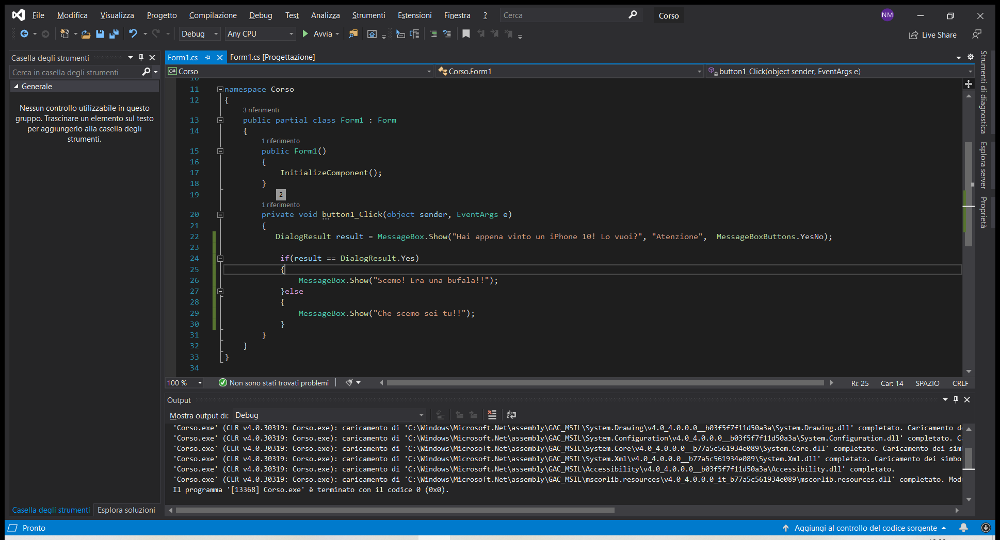 File Modifica Visualizza Progetto Compilazione Debug Test Analizza Strumenti Estensioni Finestra ? Cerca Corso NM
Debug Any CPU Avvia Live Share
Casella degli strumenti
Cerca in casella degli strumenti
Generale
Nessun controllo utilizzabile in questo
gruppo. Trascinare un elemento sul testo
per aggiungerlo alla casella degli
strumenti.
Casella degli strumenti Esplora soluzioni
Form1.cs Form1.cs [Progettazione]
C# Corso Corso.Form1 button1_Click(object sender, EventArgs e)
10
11 namespace Corso
12 {
3 riferimenti
13 public partial class Form1 : Form
14 {
1 riferimento
15 public Form1()
16 {
17 InitializeComponent();
18 }
19 2
1 riferimento
20 private void button1_Click(object sender, EventArgs e)
21 {
22 DialogResult result = MessageBox.Show("Hai appena vinto un iPhone 10! Lo vuoi?", "Atenzione",  MessageBoxButtons.YesNo);
23
24 if(result == DialogResult.Yes)
25 {
26 MessageBox.Show("Scemo! Era una bufala!!");
27 }else
28 {
29 MessageBox.Show("Che scemo sei tu!!");
30 }
31 }
32 }
33 }
34
100 % Non sono stati trovati problemi Ri: 25 Car: 14 SPAZIO CRLF
Output
Mostra output di: Debug
'Corso.exe' (CLR v4.0.30319: Corso.exe): caricamento di 'C:\Windows\Microsoft.Net\assembly\GAC_MSIL\System.Drawing\v4.0_4.0.0.0__b03f5f7f11d50a3a\System.Drawing.dll' completato. Caricamento d
'Corso.exe' (CLR v4.0.30319: Corso.exe): caricamento di 'C:\Windows\Microsoft.Net\assembly\GAC_MSIL\System.Configuration\v4.0_4.0.0.0__b03f5f7f11d50a3a\System.Configuration.dll' completato. C
'Corso.exe' (CLR v4.0.30319: Corso.exe): caricamento di 'C:\Windows\Microsoft.Net\assembly\GAC_MSIL\System.Core\v4.0_4.0.0.0__b77a5c561934e089\System.Core.dll' completato. Caricamento dei sim
'Corso.exe' (CLR v4.0.30319: Corso.exe): caricamento di 'C:\Windows\Microsoft.Net\assembly\GAC_MSIL\System.Xml\v4.0_4.0.0.0__b77a5c561934e089\System.Xml.dll' completato. Caricamento dei simbo
'Corso.exe' (CLR v4.0.30319: Corso.exe): caricamento di 'C:\Windows\Microsoft.Net\assembly\GAC_MSIL\Accessibility\v4.0_4.0.0.0__b03f5f7f11d50a3a\Accessibility.dll' completato.
'Corso.exe' (CLR v4.0.30319: Corso.exe): caricamento di 'C:\Windows\Microsoft.Net\assembly\GAC_MSIL\mscorlib.resources\v4.0_4.0.0.0_it_b77a5c561934e089\mscorlib.resources.dll' completato. Mod
Il programma '[13368] Corso.exe' è terminato con il codice 0 (0x0).
Strumenti di diagnostica
Esplora server
Proprietà
Pronto Aggiungi al controllo del codice sorgente